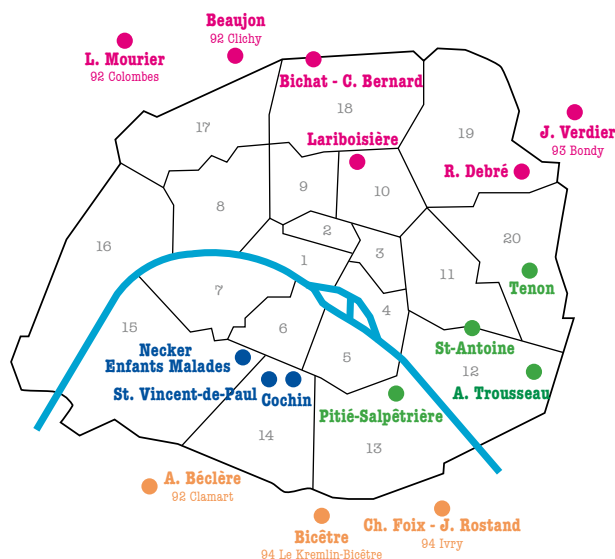 Beaujon
92 Clichy
L. Mourier
92 Colombes
Bichat - C. Bernard
18
17
19
J. Verdier
93 Bondy
Lariboisière
R. Debré
9
10
8
2
20
16
3
1
11
Tenon
7
4
15
6
St-Antoine
Necker
Enfants Malades
5
12
A. Trousseau
St. Vincent-de-Paul
Cochin
Pitié-Salpêtrière
14
13
A. Béclère
92 Clamart
Bicêtre
94 Le Kremlin-Bicêtre
Ch. Foix - J. Rostand
94 Ivry